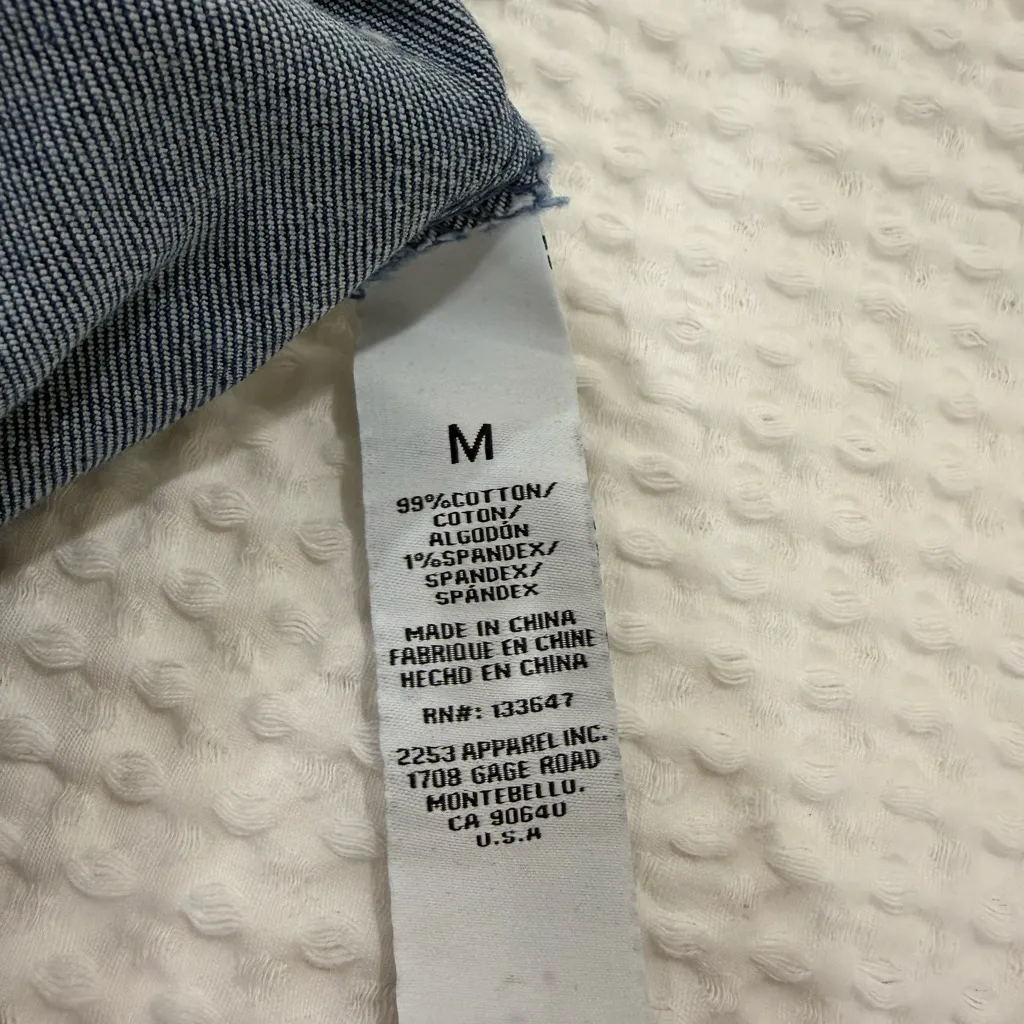 M
99%COTTON/
COTON/
ALGODÓN
1%SPANDEX/
SPANDEX/
SPÁNDEX
MADE IN CHINA
FABRIQUE EN CHINE
HECHO EN CHINA
RN#: 133647
2253 APPAREL INC.
1708 GAGE ROAD
MONTEBELLO,
CA 90640
U.S.A